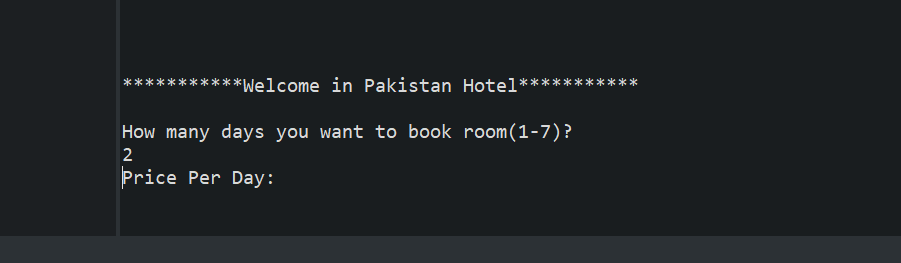 ***********Welcome in Pakistan Hotel***********
How many days you want to book room(1-7)?
2
Price Per Day: